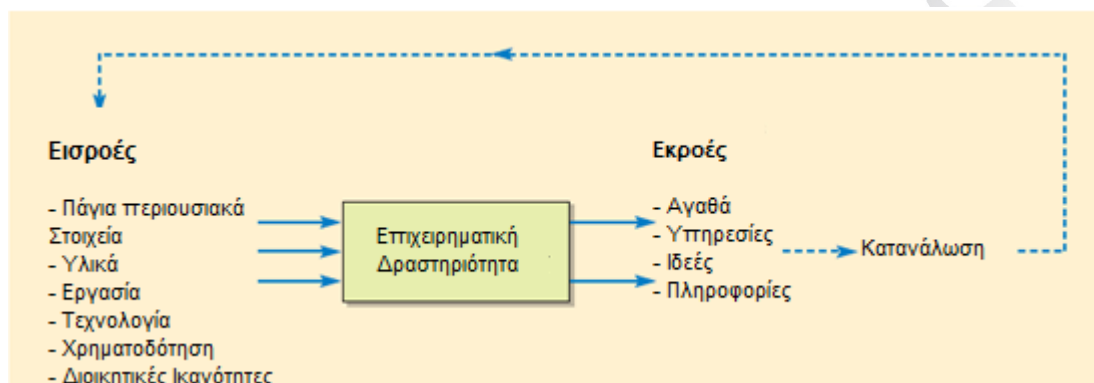 Εισροές
- Πάγια περιουσιακά
Στοιχεία
- Υλικά
- Εργασία
- Τεχνολογία
- Χρηματοδότηση
- Διοικητικές Ικανότητες
Επιχειρηματική
Δραστηριότητα
Εκροές
- Αγαθά
- Υπηρεσίες
- Ιδεές
- Πληροφορίες
Κατανάλωση